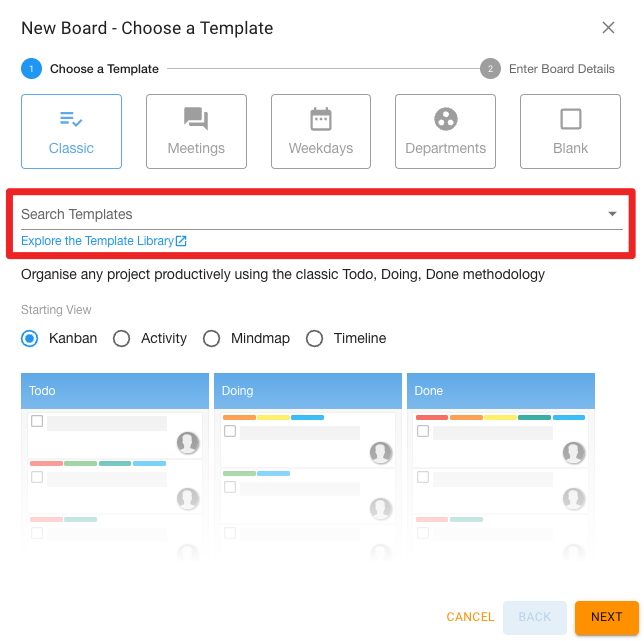 New Board - Choose a Template
1 Choose a Template 2 Enter Board Details
Classic Meetings Weekdays Departments Blank
Search Templates
Explore the Template Library
Organise any project productively using the classic Todo, Doing, Done methodology
Starting View
Kanban Activity Mindmap Timeline
Todo Doing Done
CANCEL BACK NEXT